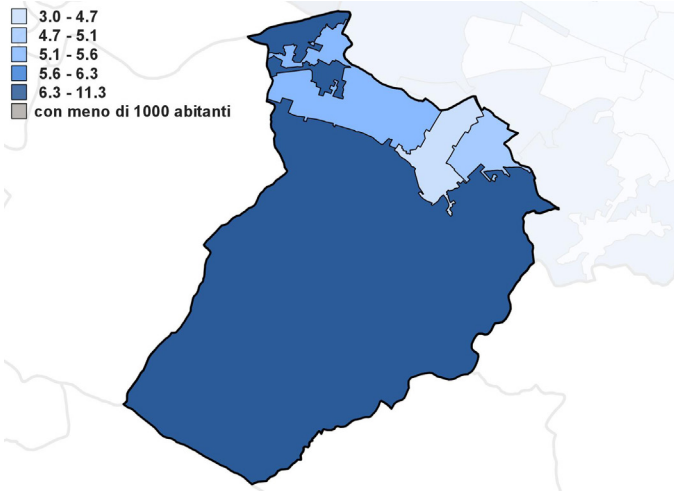 3.0 - 4.7
4.7 - 5.1
5.1 - 5.6
5.6 - 6.3
6.3 - 11.3
con meno di 1000 abitanti